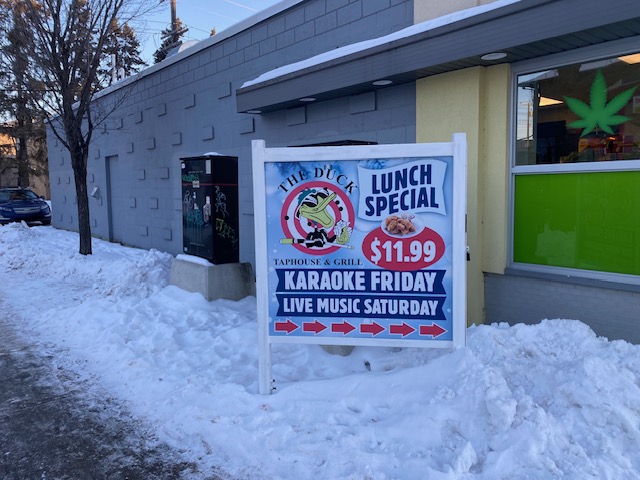 THE DUCK
TAPHOUSE & GRILL
LUNCH
SPECIAL
$11.99
KARAOKE FRIDAY
LIVE MUSIC SATURDAY